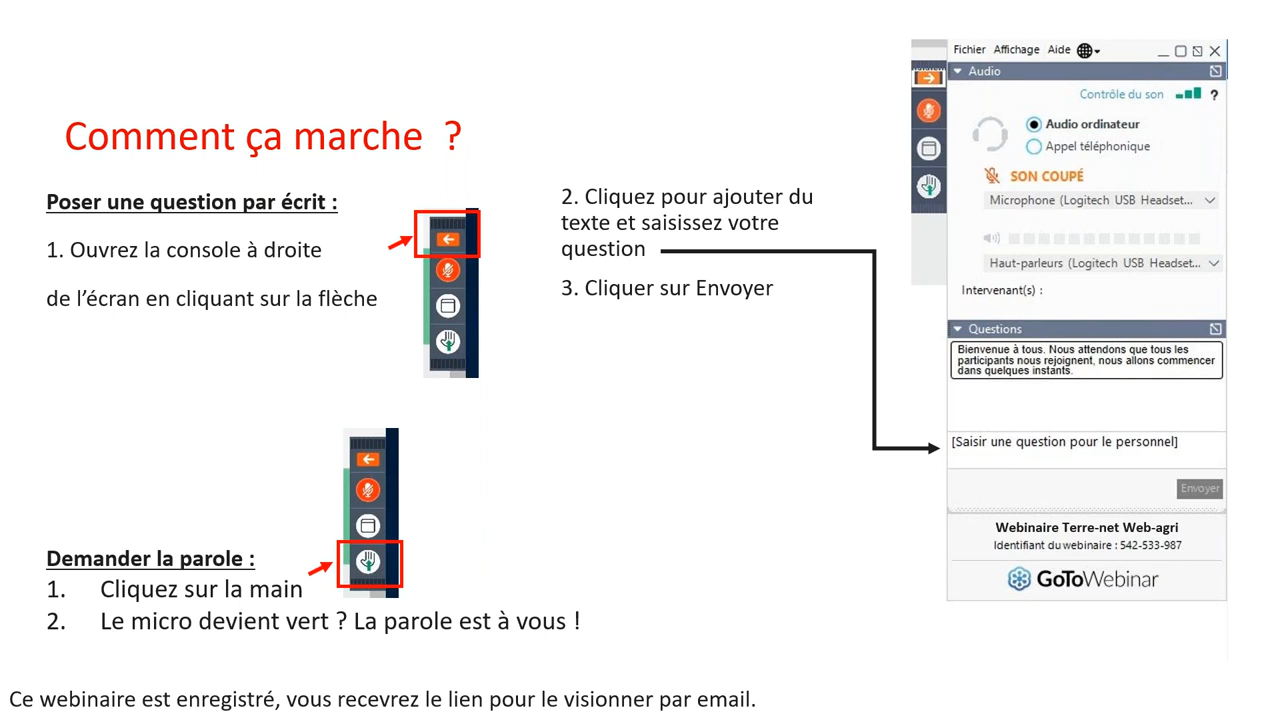 Comment ça marche ?
Poser une question par écrit :
1. Ouvrez la console à droite
de l’écran en cliquant sur la flèche
2. Cliquez pour ajouter du
texte et saisissez votre
question
3. Cliquer sur Envoyer
Demander la parole :
1. Cliquez sur la main
2. Le micro devient vert ? La parole est à vous !
Ce webinaire est enregistré, vous recevrez le lien pour le visionner par email.
Fichier Affichage Aide
Audio
Contrôle du son ?
Audio ordinateur
Appel téléphonique
SON COUPÉ
Microphone (Logitech USB Headset...
Haut-parleurs (Logitech USB Headset...
Intervenant(s) :
Questions
Bienvenue à tous. Nous attendons que tous les
participants nous rejoignent, nous allons commencer
dans quelques instants.
[Saisir une question pour le personnel]
Envoyer
Webinaire Terre-net Web-agri
Identifiant du webinaire : 542-533-987
GoToWebinar